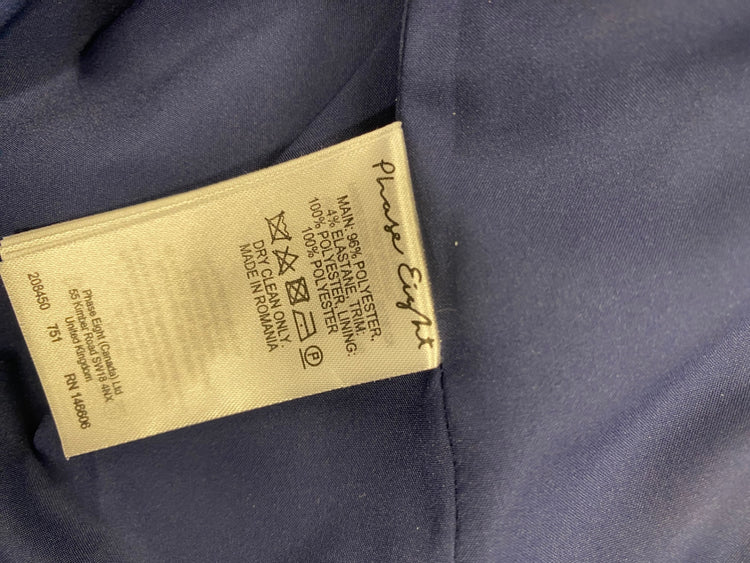 Phase Eight
MAIN: 96% POLYESTER,
4% ELASTANE, TRIM:
100% POLYESTER, LINING:
100% POLYESTER
P
DRY CLEAN ONLY.
MADE IN ROMANIA
Phase Eight (Canada) Ltd
55 Kimber Road SW18 4NX
United Kingdom
208450 751 RN 146606